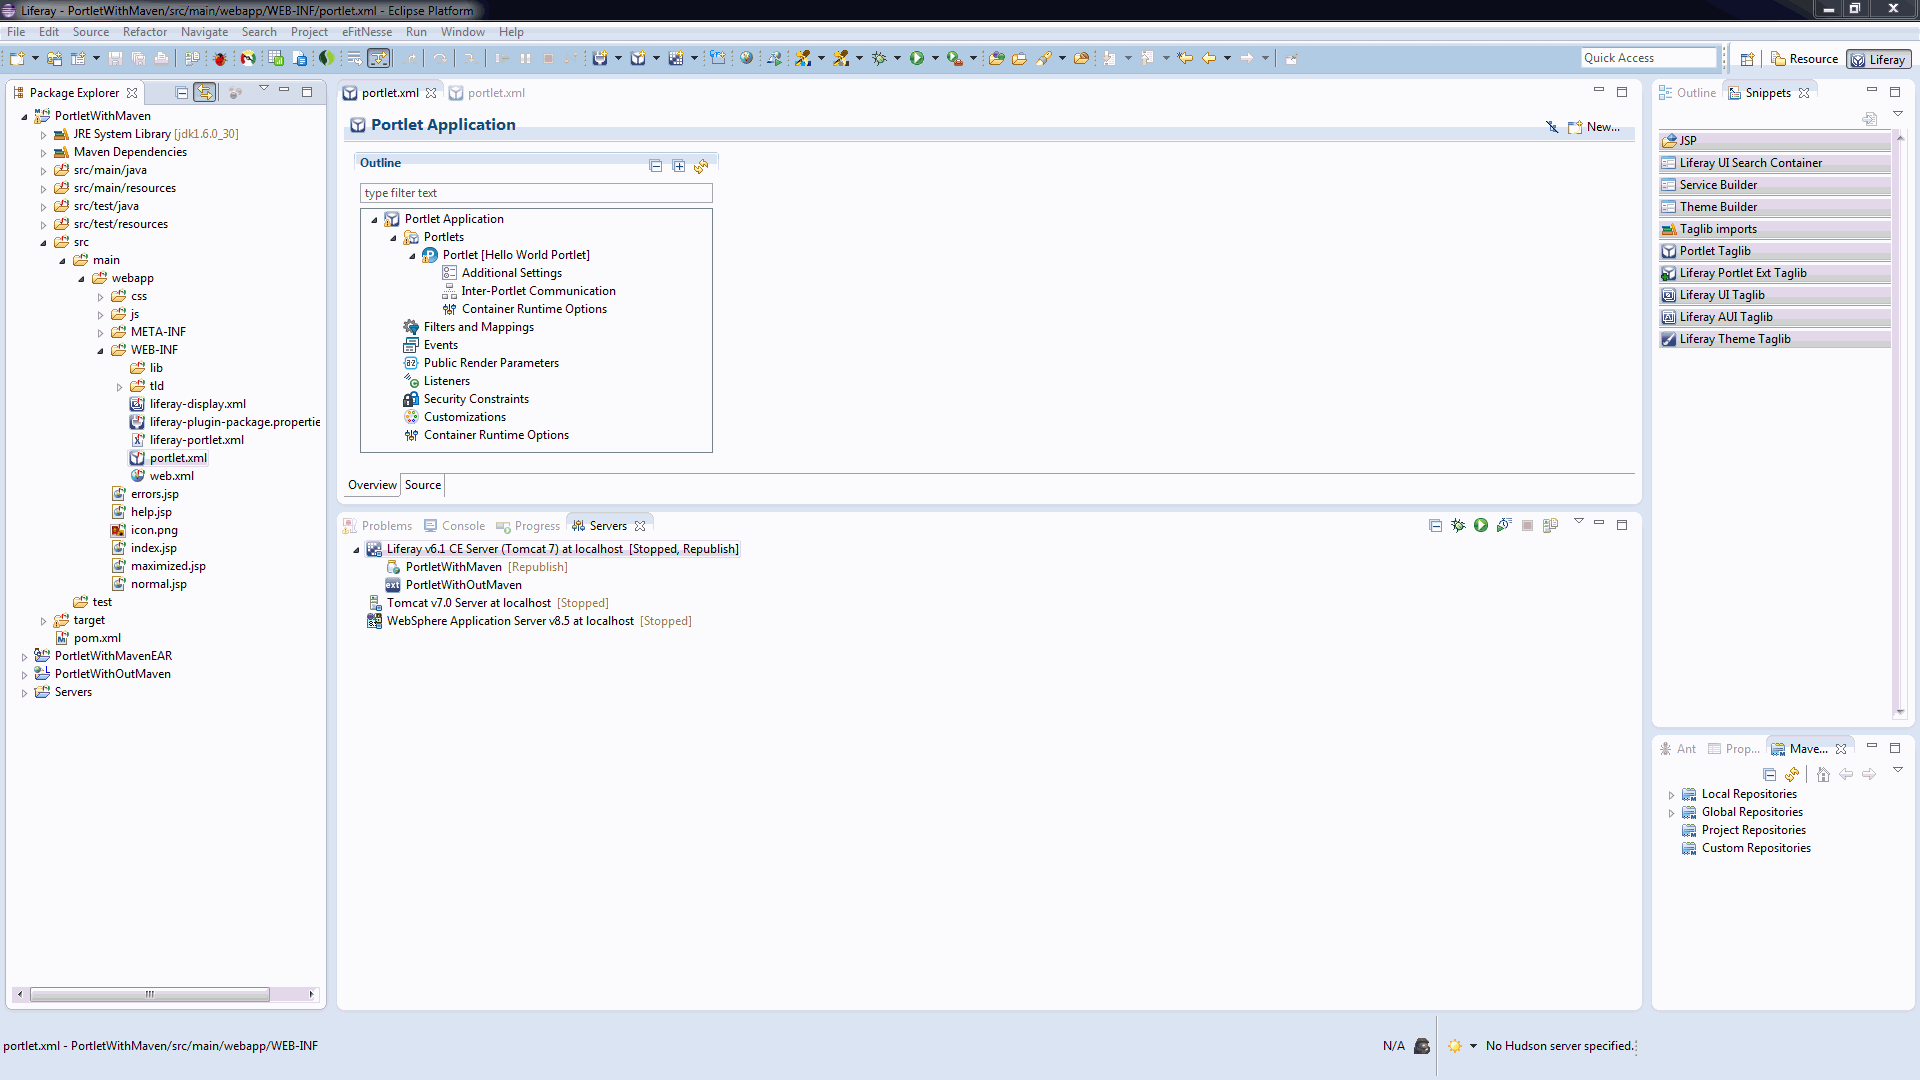 Liferay - PortletWithMaven/src/main/webapp/WEB-INF/portlet.xml - Eclipse Platform
File Edit Source Refactor Navigate Search Project eFitNesse Run Window Help
Quick Access
Resource
Liferay
Package Explorer
PortletWithMaven
JRE System Library [jdk1.6.0_30]
Maven Dependencies
src/main/java
src/main/resources
src/test/java
src/test/resources
src
main
webapp
css
js
META-INF
WEB-INF
lib
tld
liferay-display.xml
liferay-plugin-package.propertie
liferay-portlet.xml
portlet.xml
web.xml
errors.jsp
help.jsp
icon.png
index.jsp
maximized.jsp
normal.jsp
test
target
pom.xml
PortletWithMavenEAR
PortletWithOutMaven
Servers
portlet.xml portlet.xml
Portlet Application
New...
Outline
type filter text
Portlet Application
Portlets
Portlet [Hello World Portlet]
Additional Settings
Inter-Portlet Communication
Container Runtime Options
Filters and Mappings
Events
Public Render Parameters
Listeners
Security Constraints
Customizations
Container Runtime Options
Overview Source
Problems Console Progress Servers
Liferay v6.1 CE Server (Tomcat 7) at localhost [Stopped, Republish]
PortletWithMaven [Republish]
ext PortletWithOutMaven
Tomcat v7.0 Server at localhost [Stopped]
WebSphere Application Server v8.5 at localhost [Stopped]
Outline Snippets
JSP
Liferay UI Search Container
Service Builder
Theme Builder
Taglib imports
Portlet Taglib
Liferay Portlet Ext Taglib
Liferay UI Taglib
Liferay AUI Taglib
Liferay Theme Taglib
Ant Prop... Mave...
Local Repositories
Global Repositories
Project Repositories
Custom Repositories
portlet.xml - PortletWithMaven/src/main/webapp/WEB-INF
N/A
No Hudson server specified.